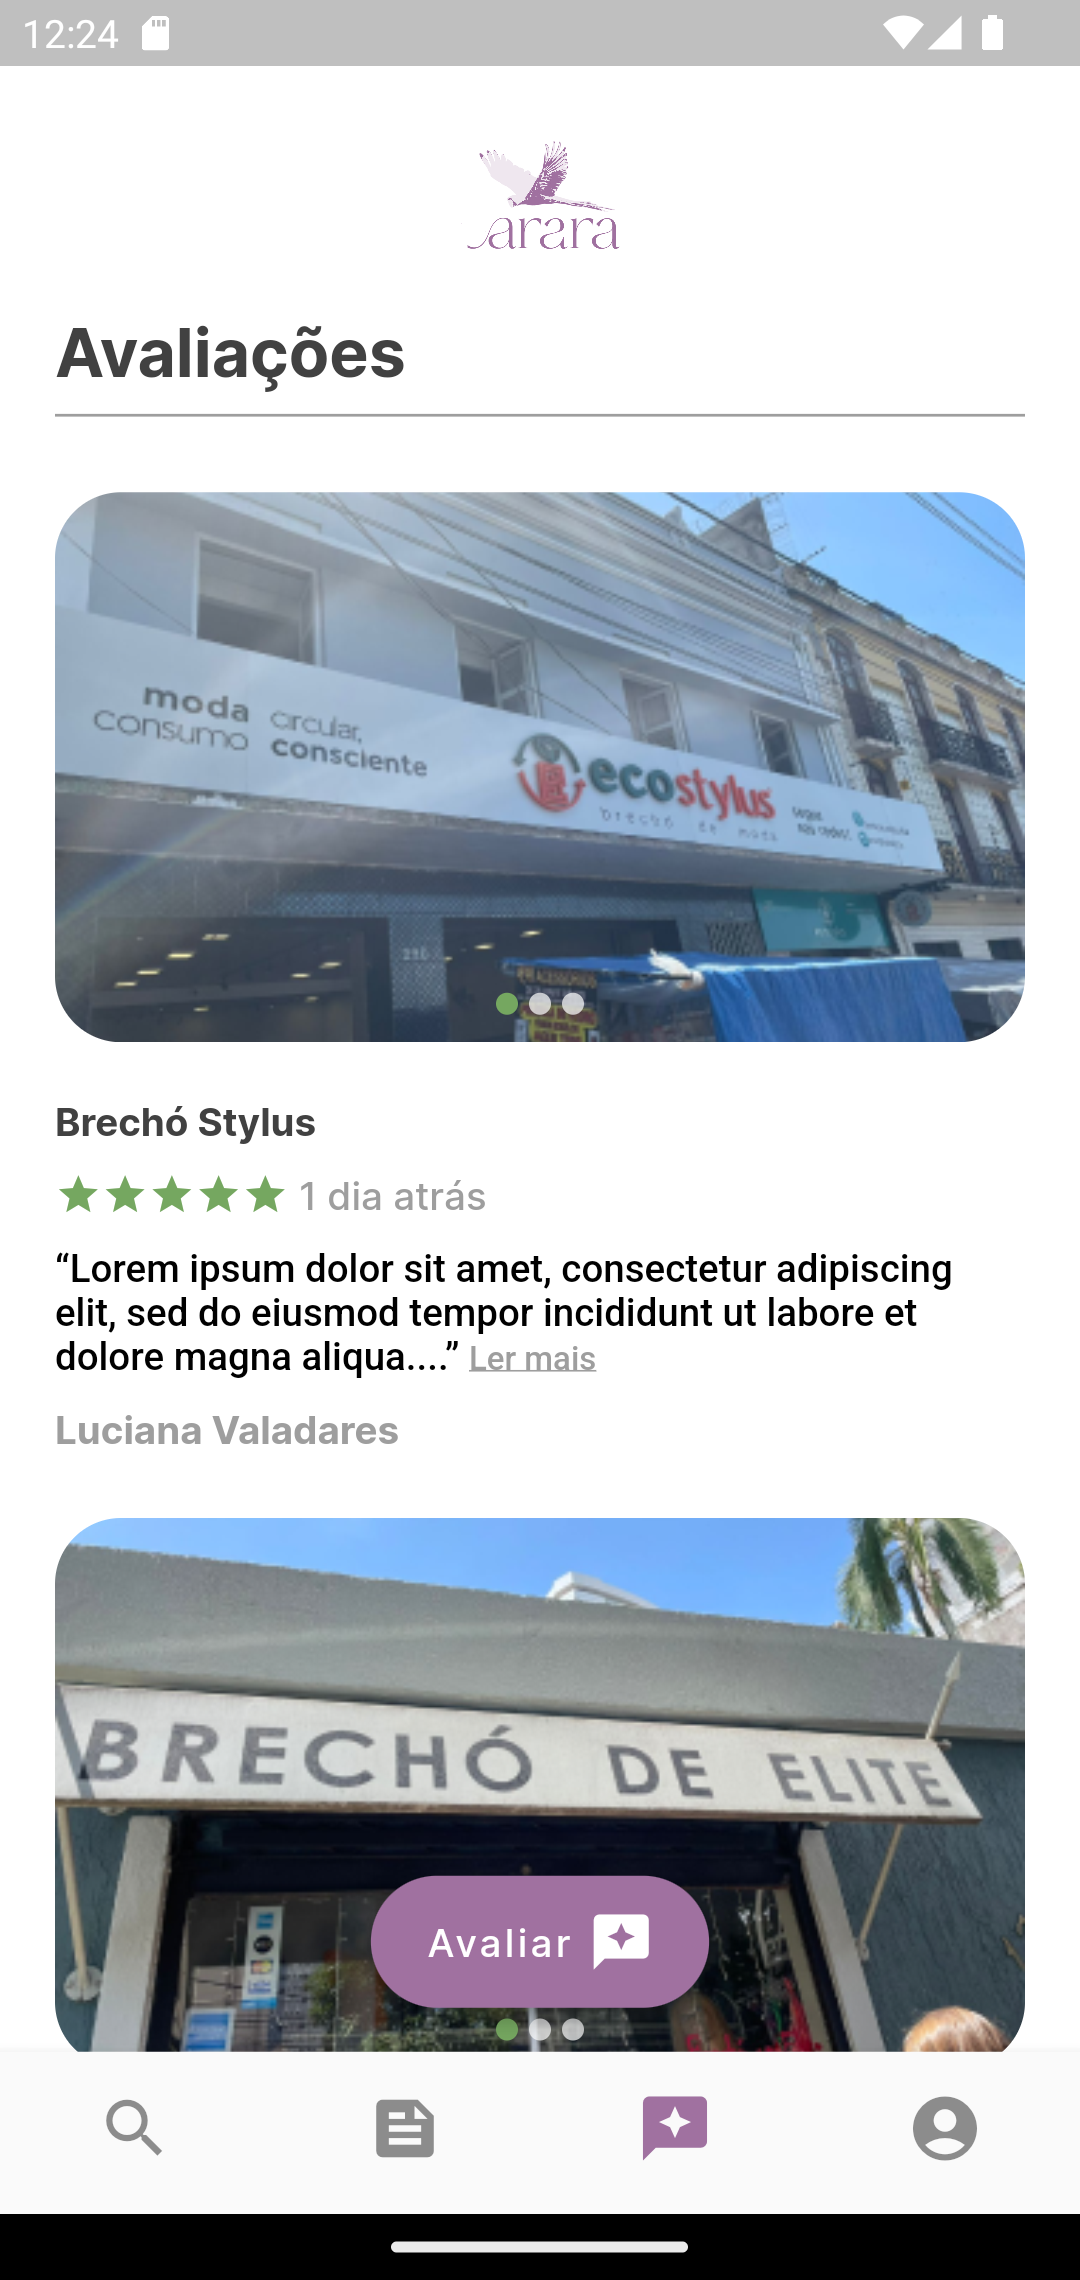 12:24
arara
Avaliações
moda
consumo
circular,
consciente
ecostylus
brechó de moda
Brechó Stylus
1 dia atrás
“Lorem ipsum dolor sit amet, consectetur adipiscing
elit, sed do eiusmod tempor incididunt ut labore et
dolore magna aliqua....” Ler mais
Luciana Valadares
BRECHÓ DE ELITE
Avaliar